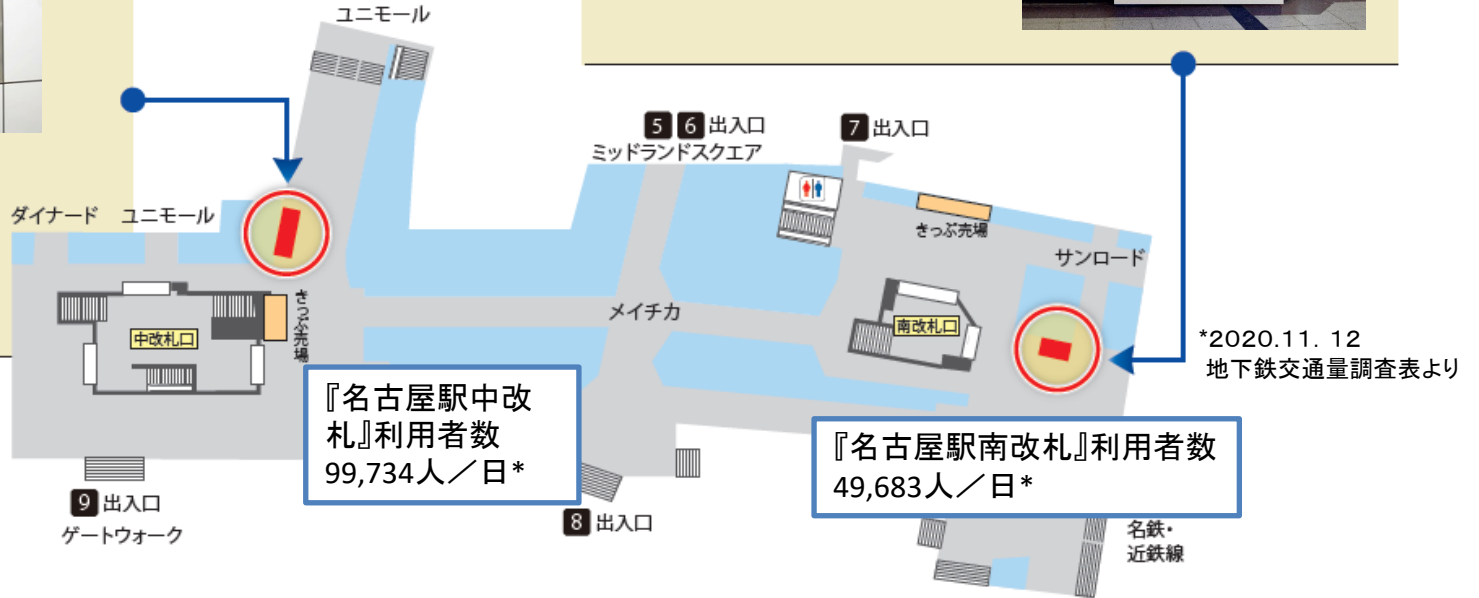 ユニモール
5 6 出入口
ミッドランドスクエア
7 出入口
ダイナード
ユニモール
きっぷ売場
サンロード
きっぷ売場
メイチカ
中改札口
南改札口
*2020.11. 12
地下鉄交通量調査表より
『名古屋駅中改
札』利用者数
99,734人／日*
『名古屋駅南改札』利用者数
49,683人／日*
9 出入口
ゲートウォーク
8 出入口
名鉄・
近鉄線